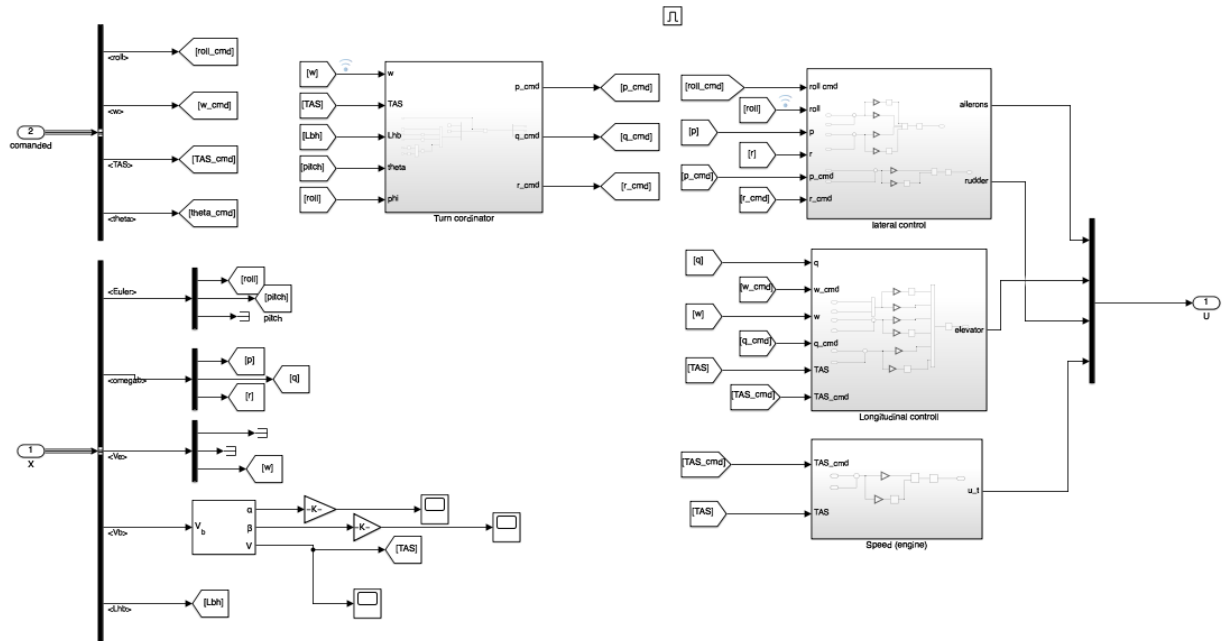 2
comanded
<roll>
[roll_cmd]
<w>
[w_cmd]
<TAS>
[TAS_cmd]
<theta>
[theta_cmd]
1
X
<Euler>
[roll]
[pitch]
pitch
<omegab>
[p]
[q]
[r]
<Ve>
[w]
<Vb>
V_b
α
β
V
-K-
-K-
[TAS]
<Lhb>
[Lbh]
[w]
[TAS]
[Lbh]
[pitch]
[roll]
w
TAS
Lhb
theta
phi
p_cmd
q_cmd
r_cmd
Turn cordinator
[p_cmd]
[q_cmd]
[r_cmd]
[roll_cmd]
[roll]
[p]
[r]
[p_cmd]
[r_cmd]
roll cmd
roll
p
r
p_cmd
r_cmd
ailerons
rudder
lateral control
[q]
[w_cmd]
[w]
[q_cmd]
[TAS]
[TAS_cmd]
q
w_cmd
w
q_cmd
TAS
TAS_cmd
elevator
Longitudinal controll
[TAS_cmd]
[TAS]
TAS_cmd
TAS
u_t
Speed (engine)
1
U